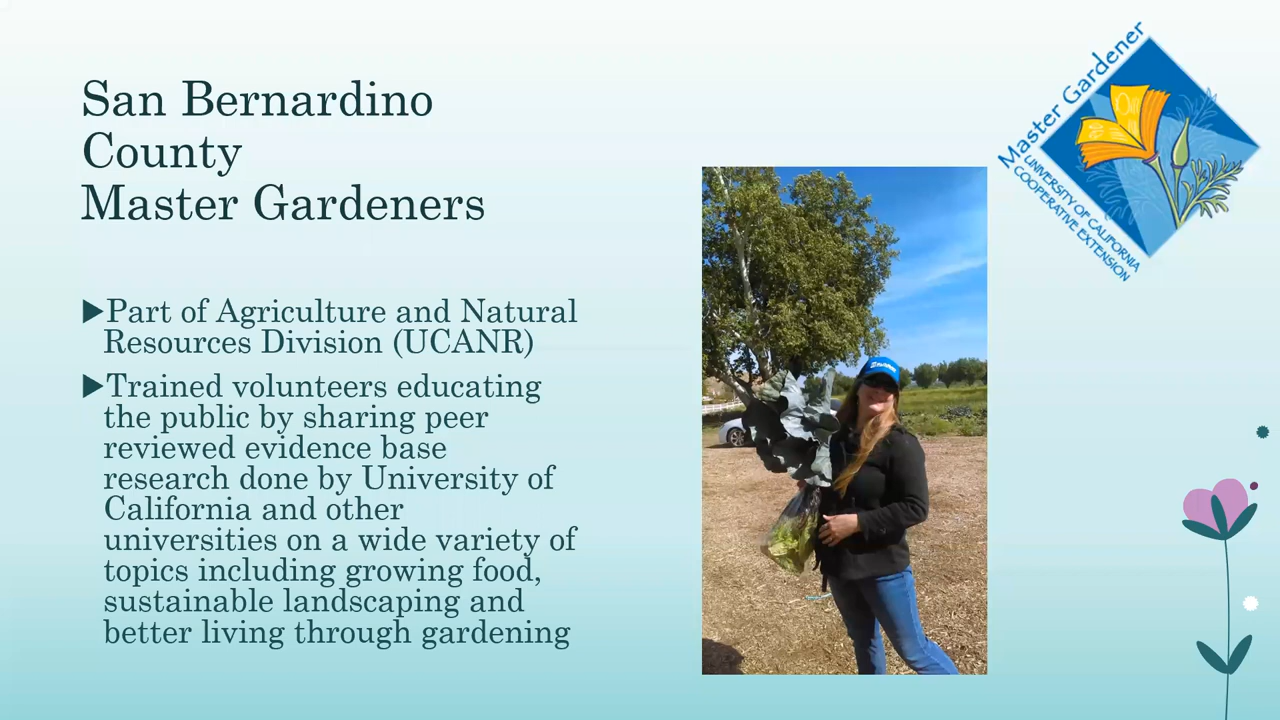 San Bernardino
County
Master Gardeners
▶Part of Agriculture and Natural
Resources Division (UCANR)
▶Trained volunteers educating
the public by sharing peer
reviewed evidence base
research done by University of
California and other
universities on a wide variety of
topics including growing food,
sustainable landscaping and
better living through gardening
Master Gardener
UNIVERSITY OF CALIFORNIA
COOPERATIVE EXTENSION